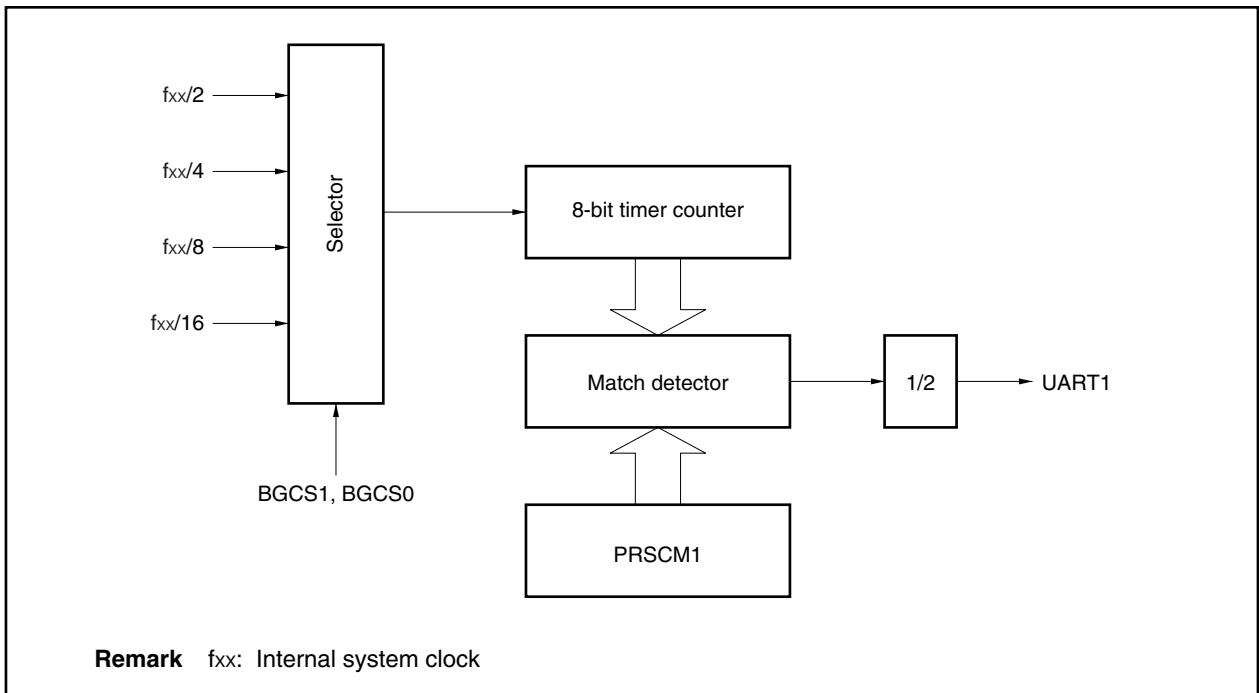 fxx/2
fxx/4
fxx/8
fxx/16
Selector
BGCS1, BGCS0
8-bit timer counter
Match detector
1/2
UART1
PRSCM1
Remark fxx: Internal system clock